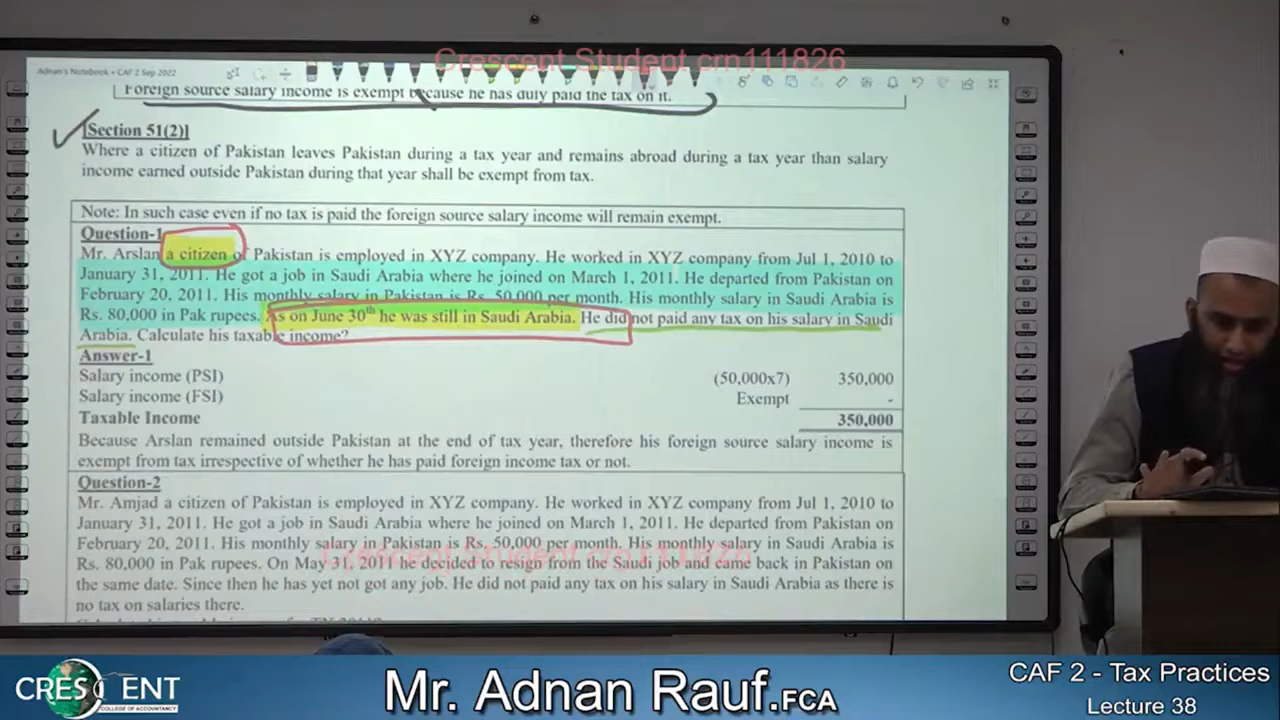 Crescent Student crn111826
Adnan's Notebook • CAF 2 Sep 2022
Foreign source salary income is exempt because he has duly paid the tax on it.
[Section 51(2)]
Where a citizen of Pakistan leaves Pakistan during a tax year and remains abroad during a tax year than salary
income earned outside Pakistan during that year shall be exempt from tax.
Note: In such case even if no tax is paid the foreign source salary income will remain exempt.
Question-1
Mr. Arslan a citizen of Pakistan is employed in XYZ company. He worked in XYZ company from Jul 1, 2010 to
January 31, 2011. He got a job in Saudi Arabia where he joined on March 1, 2011. He departed from Pakistan on
February 20, 2011. His monthly salary in Pakistan is Rs. 50,000 per month. His monthly salary in Saudi Arabia is
Rs. 80,000 in Pak rupees. As on June 30th he was still in Saudi Arabia. He did not paid any tax on his salary in Saudi
Arabia. Calculate his taxable income?
Answer-1
Salary income (PSI) (50,000x7) 350,000
Salary income (FSI) Exempt -
Taxable Income 350,000
Because Arslan remained outside Pakistan at the end of tax year, therefore his foreign source salary income is
exempt from tax irrespective of whether he has paid foreign income tax or not.
Question-2
Mr. Amjad a citizen of Pakistan is employed in XYZ company. He worked in XYZ company from Jul 1, 2010 to
January 31, 2011. He got a job in Saudi Arabia where he joined on March 1, 2011. He departed from Pakistan on
February 20, 2011. His monthly salary in Pakistan is Rs. 50,000 per month. His monthly salary in Saudi Arabia is
Crescent Student crn111826
Rs. 80,000 in Pak rupees. On May 31, 2011 he decided to resign from the Saudi job and came back in Pakistan on
the same date. Since then he has yet not got any job. He did not paid any tax on his salary in Saudi Arabia as there is
no tax on salaries there.
CRESCENT
COLLEGE OF ACCOUNTANCY
Mr. Adnan Rauf.FCA
CAF 2 - Tax Practices
Lecture 38